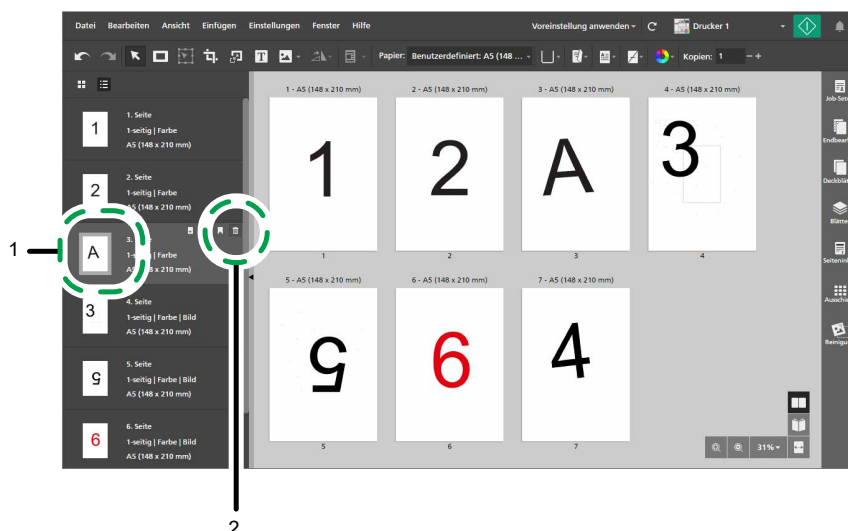 Datei Bearbeiten Ansicht Einfügen Einstellungen Fenster Hilfe Voreinstellung anwenden Drucker 1
Papier: Benutzerdefiniert: A5 (148 ... Kopien: 1 - +
1. Seite
1-seitig | Farbe
A5 (148 x 210 mm)
2. Seite
1-seitig | Farbe
A5 (148 x 210 mm)
3.
1-seitig | Farbe
A5 (148 x 210 mm)
4. Seite
1-seitig | Farbe | Bild
A5 (148 x 210 mm)
5. Seite
1-seitig | Farbe | Bild
A5 (148 x 210 mm)
6. Seite
1-seitig | Farbe | Bild
A5 (148 x 210 mm)
1
2
A
3
5
6
1 - A5 (148 x 210 mm) 2 - A5 (148 x 210 mm) 3 - A5 (148 x 210 mm) 4 - A5 (148 x 210 mm)
1 2 A 3
1 2 3 4
5 - A5 (148 x 210 mm) 6 - A5 (148 x 210 mm) 7 - A5 (148 x 210 mm)
5 6 4
5 6 7
31%
Job-Setu
Endbearl
Deckblät
Blätte
Seiteninl
Ausschie
Reinigu
1
2